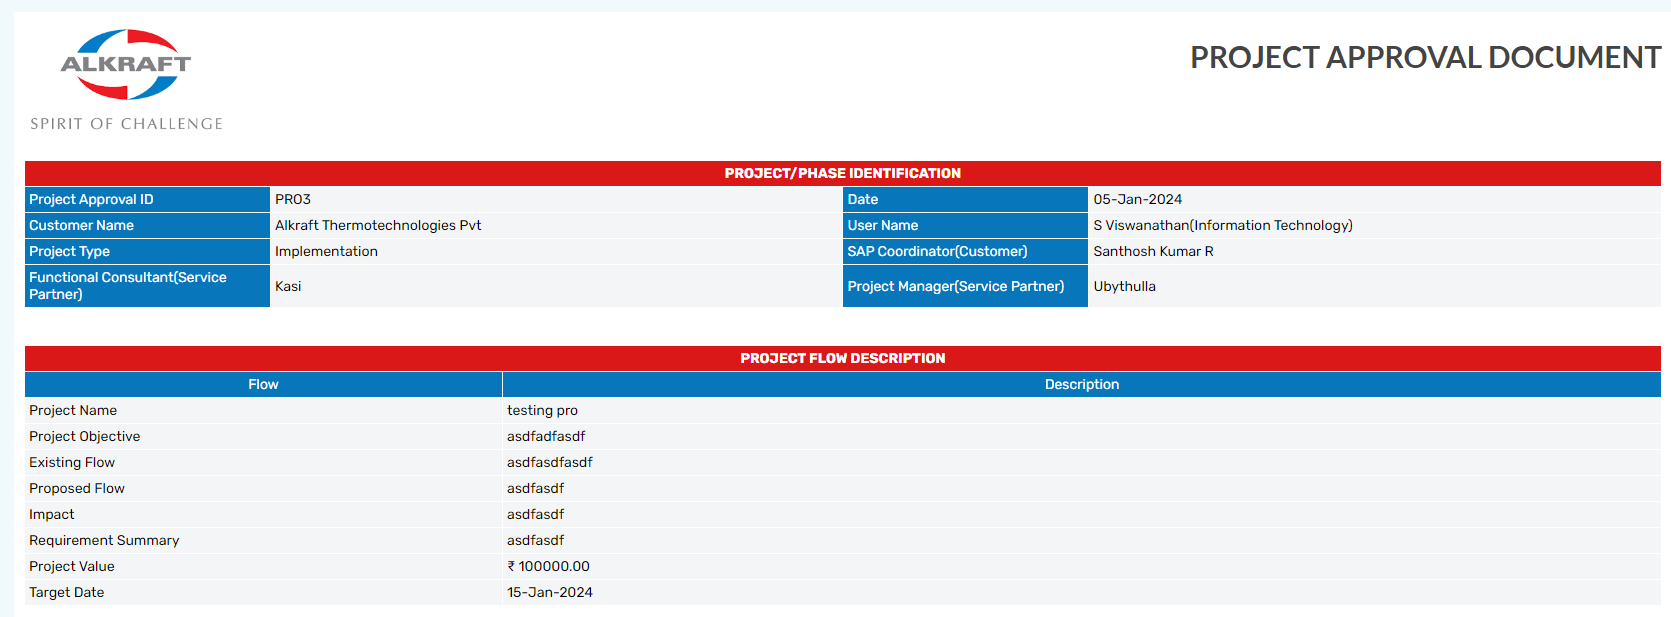 ALKRAFT
SPIRIT OF CHALLENGE
PROJECT APPROVAL DOCUMENT
PROJECT/PHASE IDENTIFICATION
Project Approval ID PRO3 Date 05-Jan-2024
Customer Name Alkraft Thermotechnologies Pvt User Name S Viswanathan(Information Technology)
Project Type Implementation SAP Coordinator(Customer) Santhosh Kumar R
Functional Consultant(Service
Partner) Kasi Project Manager(Service Partner) Ubythulla
PROJECT FLOW DESCRIPTION
Flow Description
Project Name testing pro
Project Objective asdfadfasdf
Existing Flow asdfasdfasdf
Proposed Flow asdfasdf
Impact asdfasdf
Requirement Summary asdfasdf
Project Value ₹ 100000.00
Target Date 15-Jan-2024